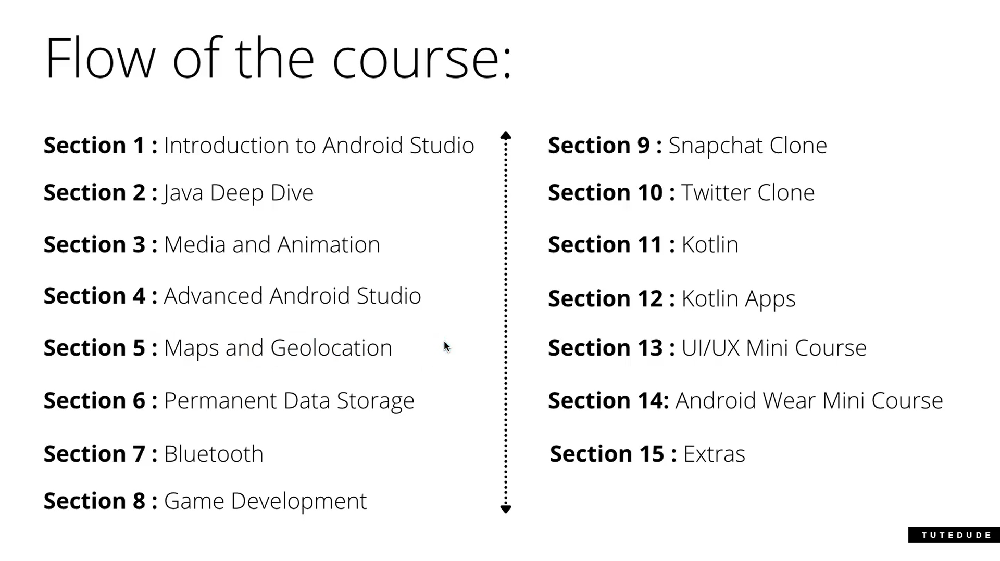 Flow of the course:
Section 1 : Introduction to Android Studio
Section 2 : Java Deep Dive
Section 3 : Media and Animation
Section 4 : Advanced Android Studio
Section 5 : Maps and Geolocation
Section 6 : Permanent Data Storage
Section 7 : Bluetooth
Section 8 : Game Development
Section 9 : Snapchat Clone
Section 10 : Twitter Clone
Section 11 : Kotlin
Section 12 : Kotlin Apps
Section 13 : UI/UX Mini Course
Section 14: Android Wear Mini Course
Section 15 : Extras
TUTEDUDE